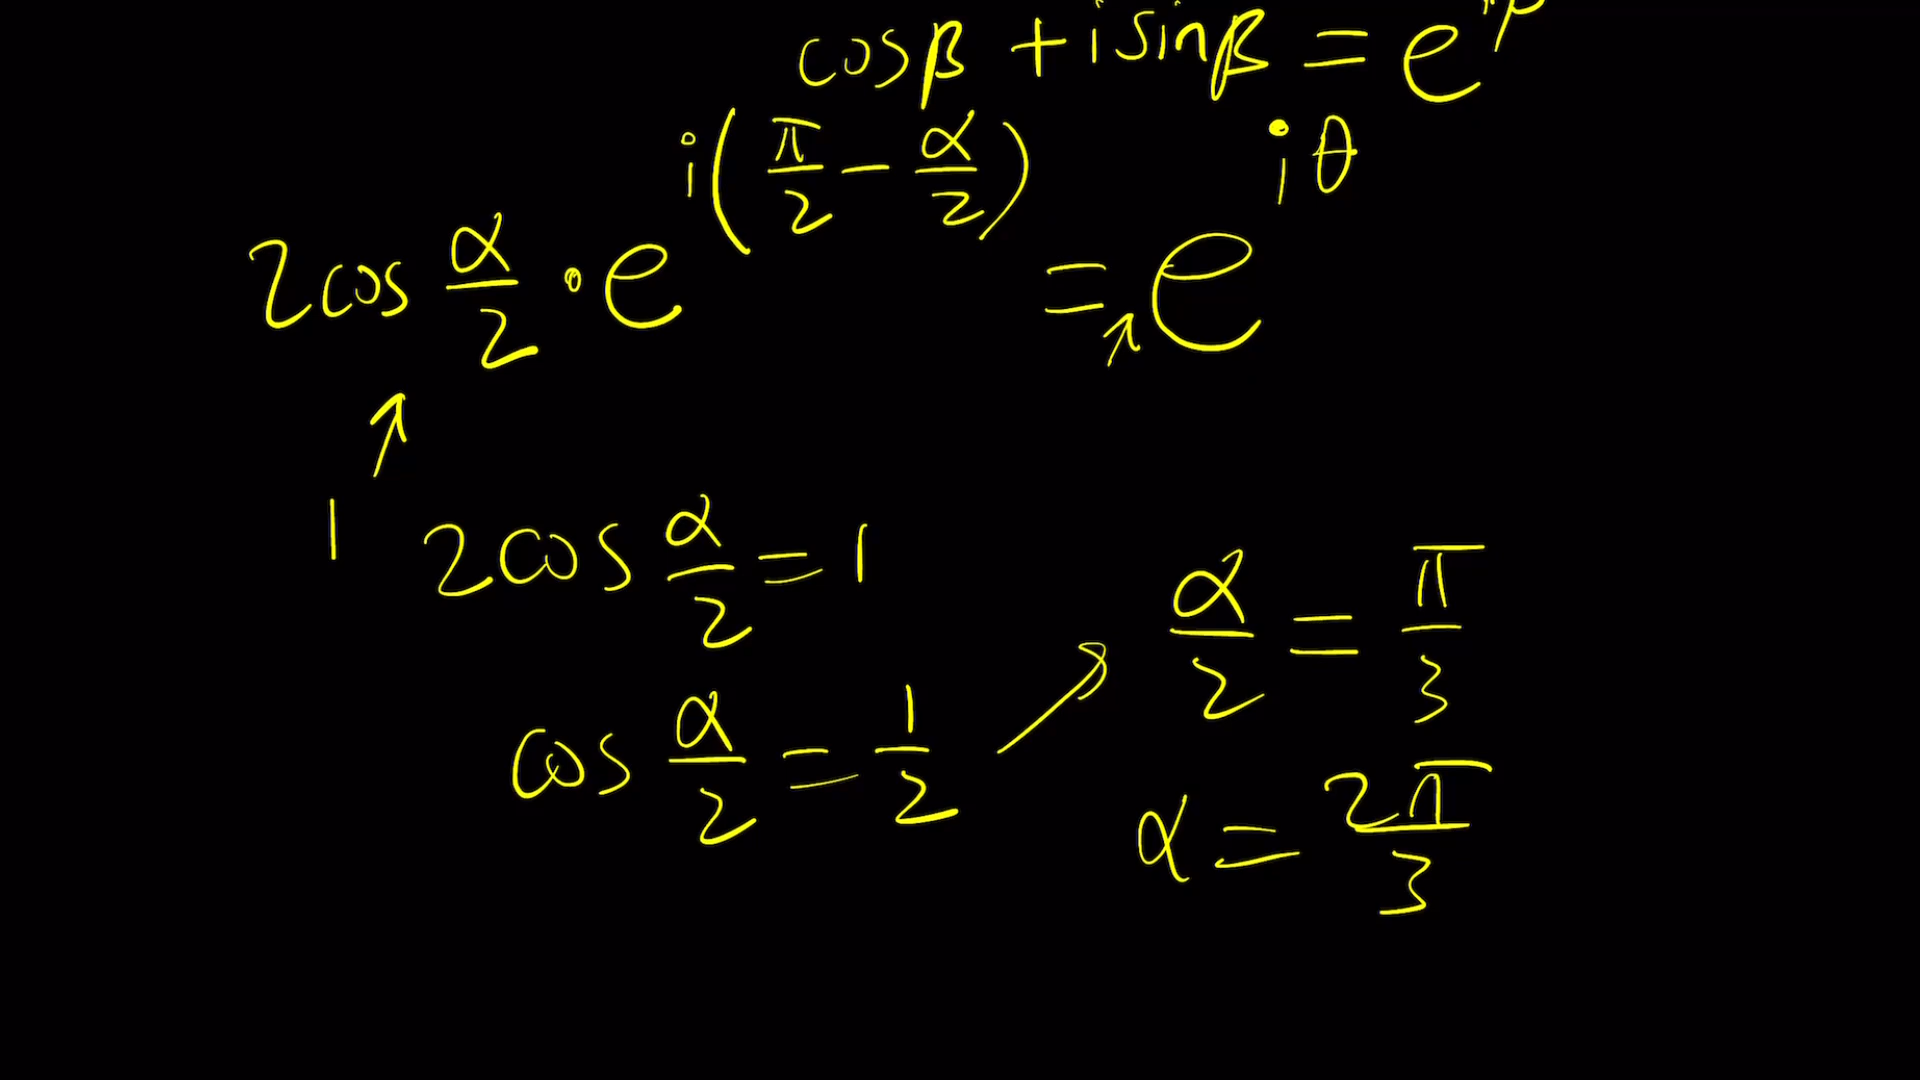 cosβ + i sinβ = e^{iβ}
2cos α/2 · e^{i(π/2 − α/2)} = e^{iθ}
1
2cos α/2 = 1
α/2 = π/3
cos α/2 = 1/2
α = 2π/3